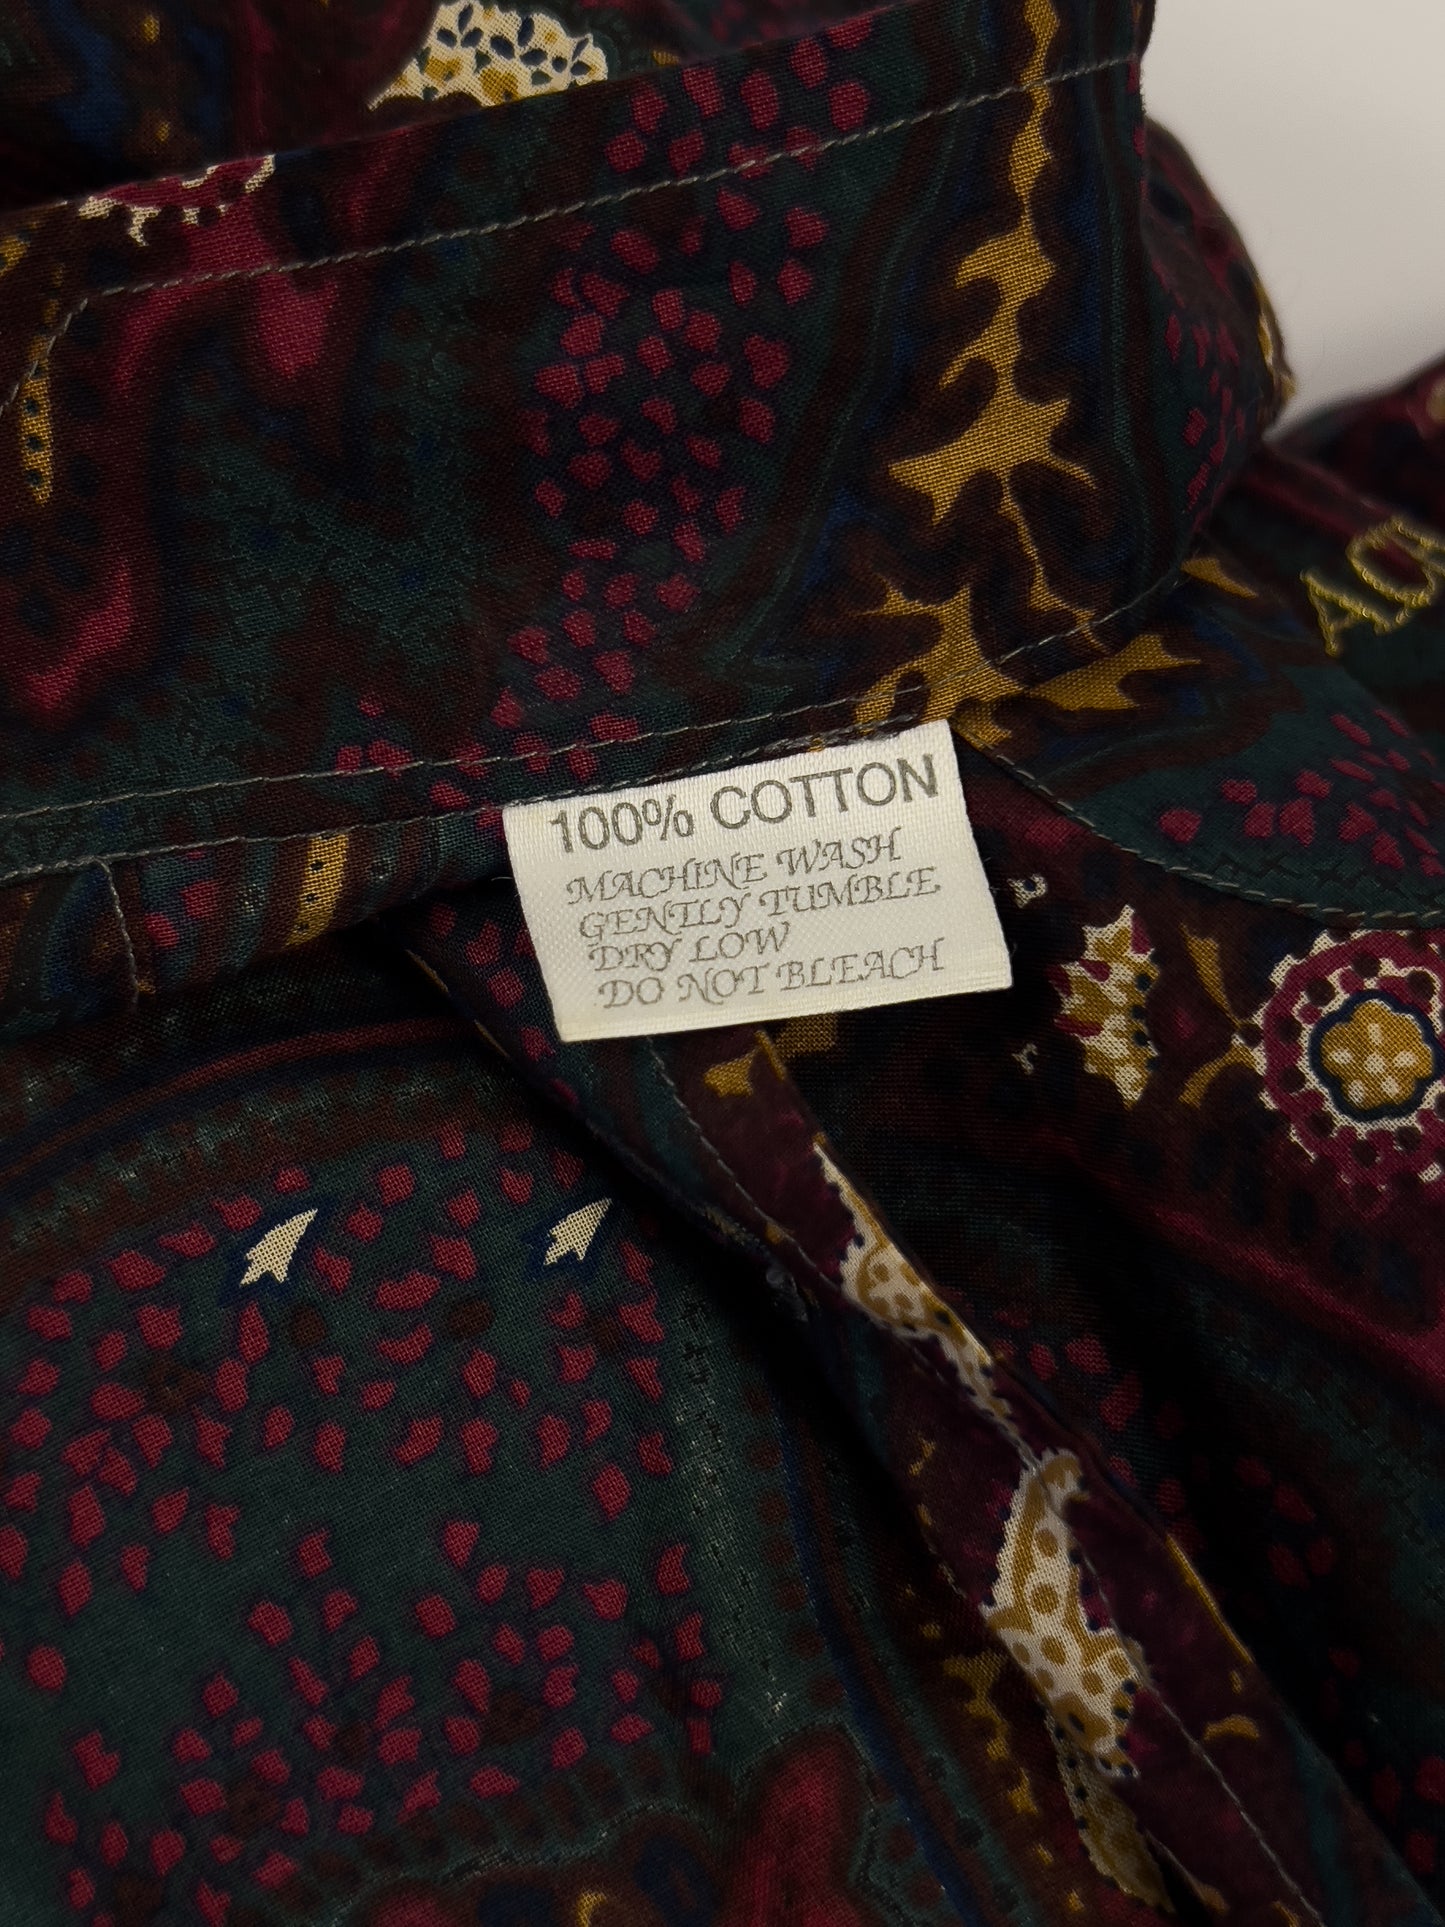 100% COTTON
MACHINE WASH
GENTLY TUMBLE
DRY LOW
DO NOT BLEACH